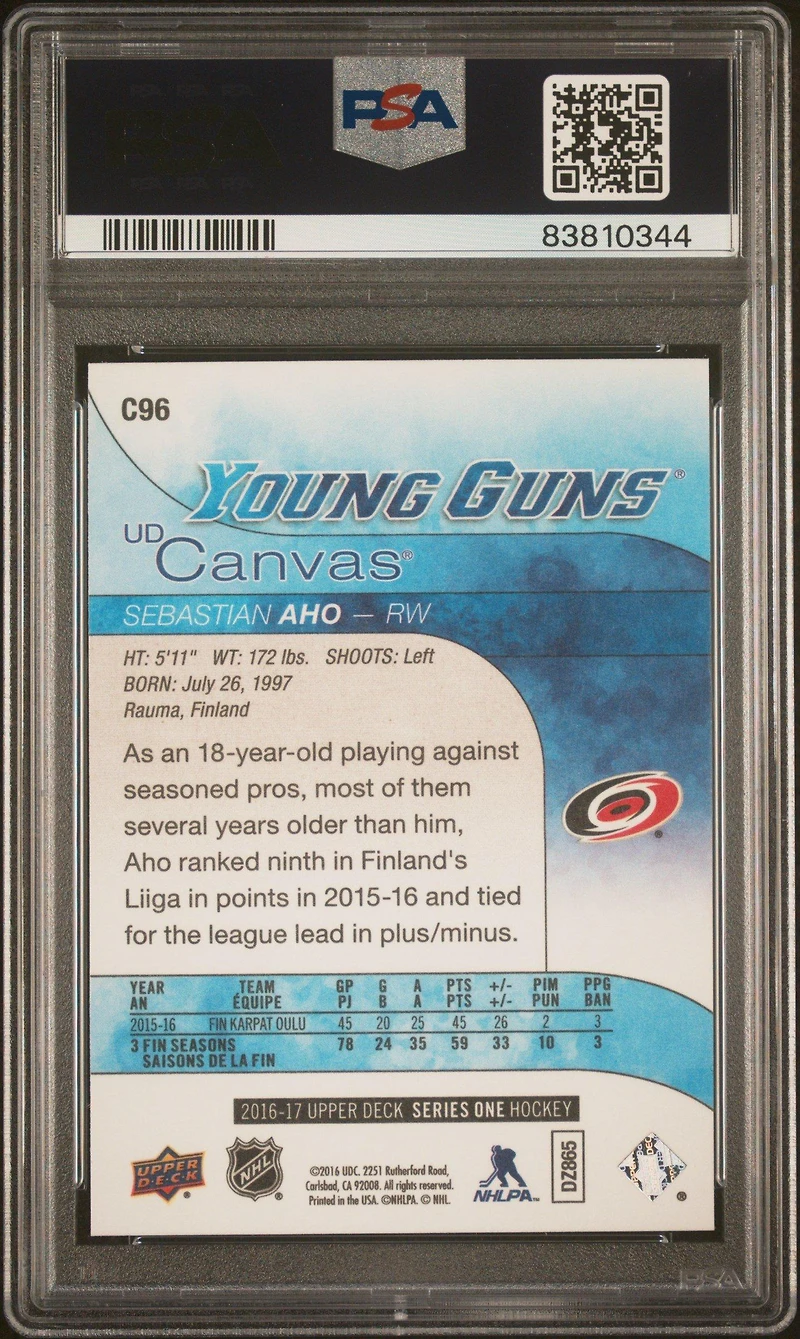 PSA
83810344
C96
YOUNG GUNS®
UD Canvas®
SEBASTIAN AHO — RW
HT: 5'11" WT: 172 lbs. SHOOTS: Left
BORN: July 26, 1997
Rauma, Finland
As an 18-year-old playing against
seasoned pros, most of them
several years older than him,
Aho ranked ninth in Finland's
Liiga in points in 2015-16 and tied
for the league lead in plus/minus.
YEAR TEAM GP G A PTS +/- PIM PPG
AN ÉQUIPE PJ B A PTS +/- PUN BAN
2015-16 FIN KARPAT OULU 45 20 25 45 26 2 3
3 FIN SEASONS 78 24 35 59 33 10 3
SAISONS DE LA FIN
2016-17 UPPER DECK SERIES ONE HOCKEY
UPPER DECK®
NHL®
©2016 UDC. 2251 Rutherford Road,
Carlsbad, CA 92008. All rights reserved.
Printed in the USA. ©NHLPA. © NHL.
NHLPA™
DZ865
®
PSA